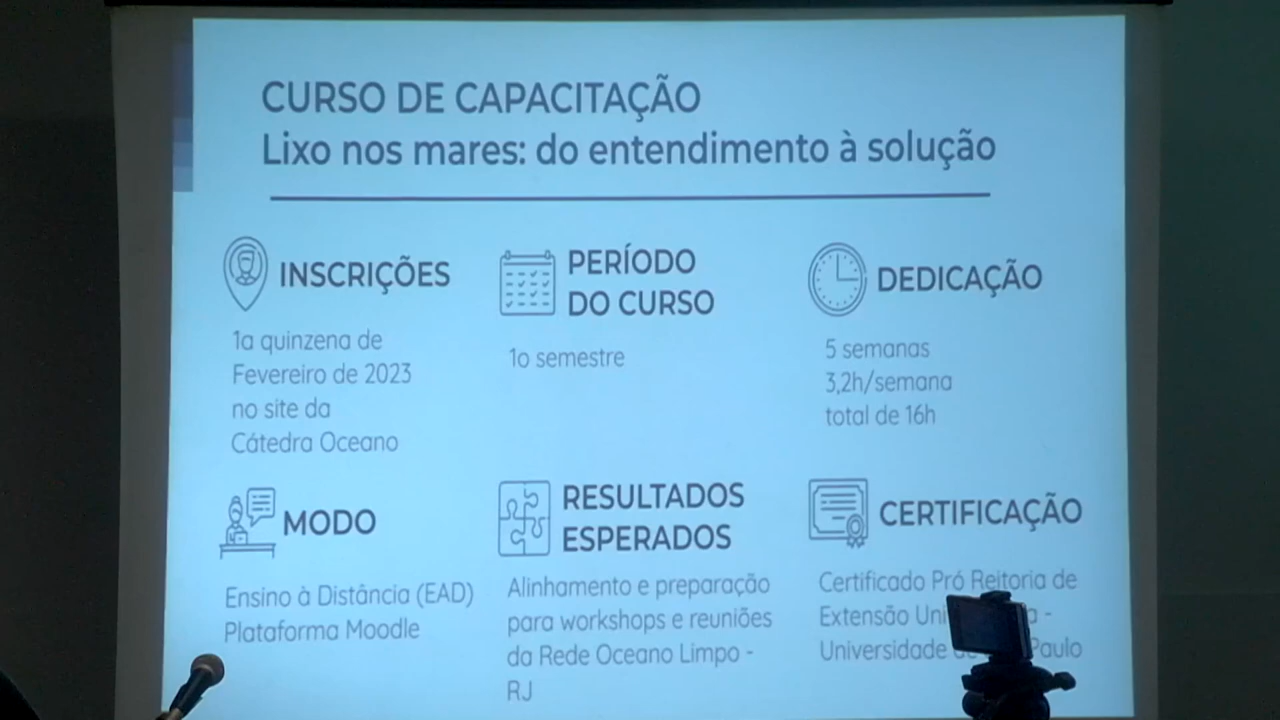 CURSO DE CAPACITAÇÃO
Lixo nos mares: do entendimento à solução
INSCRIÇÕES
1a quinzena de
Fevereiro de 2023
no site da
Cátedra Oceano
PERÍODO
DO CURSO
1o semestre
DEDICAÇÃO
5 semanas
3,2h/semana
total de 16h
MODO
Ensino à Distância (EAD)
Plataforma Moodle
RESULTADOS
ESPERADOS
Alinhamento e preparação
para workshops e reuniões
da Rede Oceano Limpo -
RJ
CERTIFICAÇÃO
Certificado Pró Reitoria de
Extensão -
Universidade Paulo